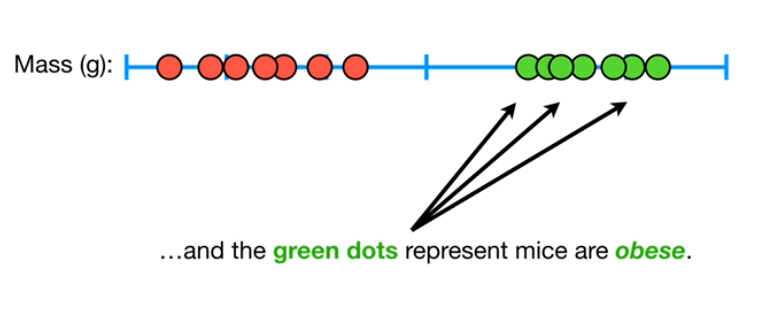 Mass (g):
...and the green dots represent mice are obese.